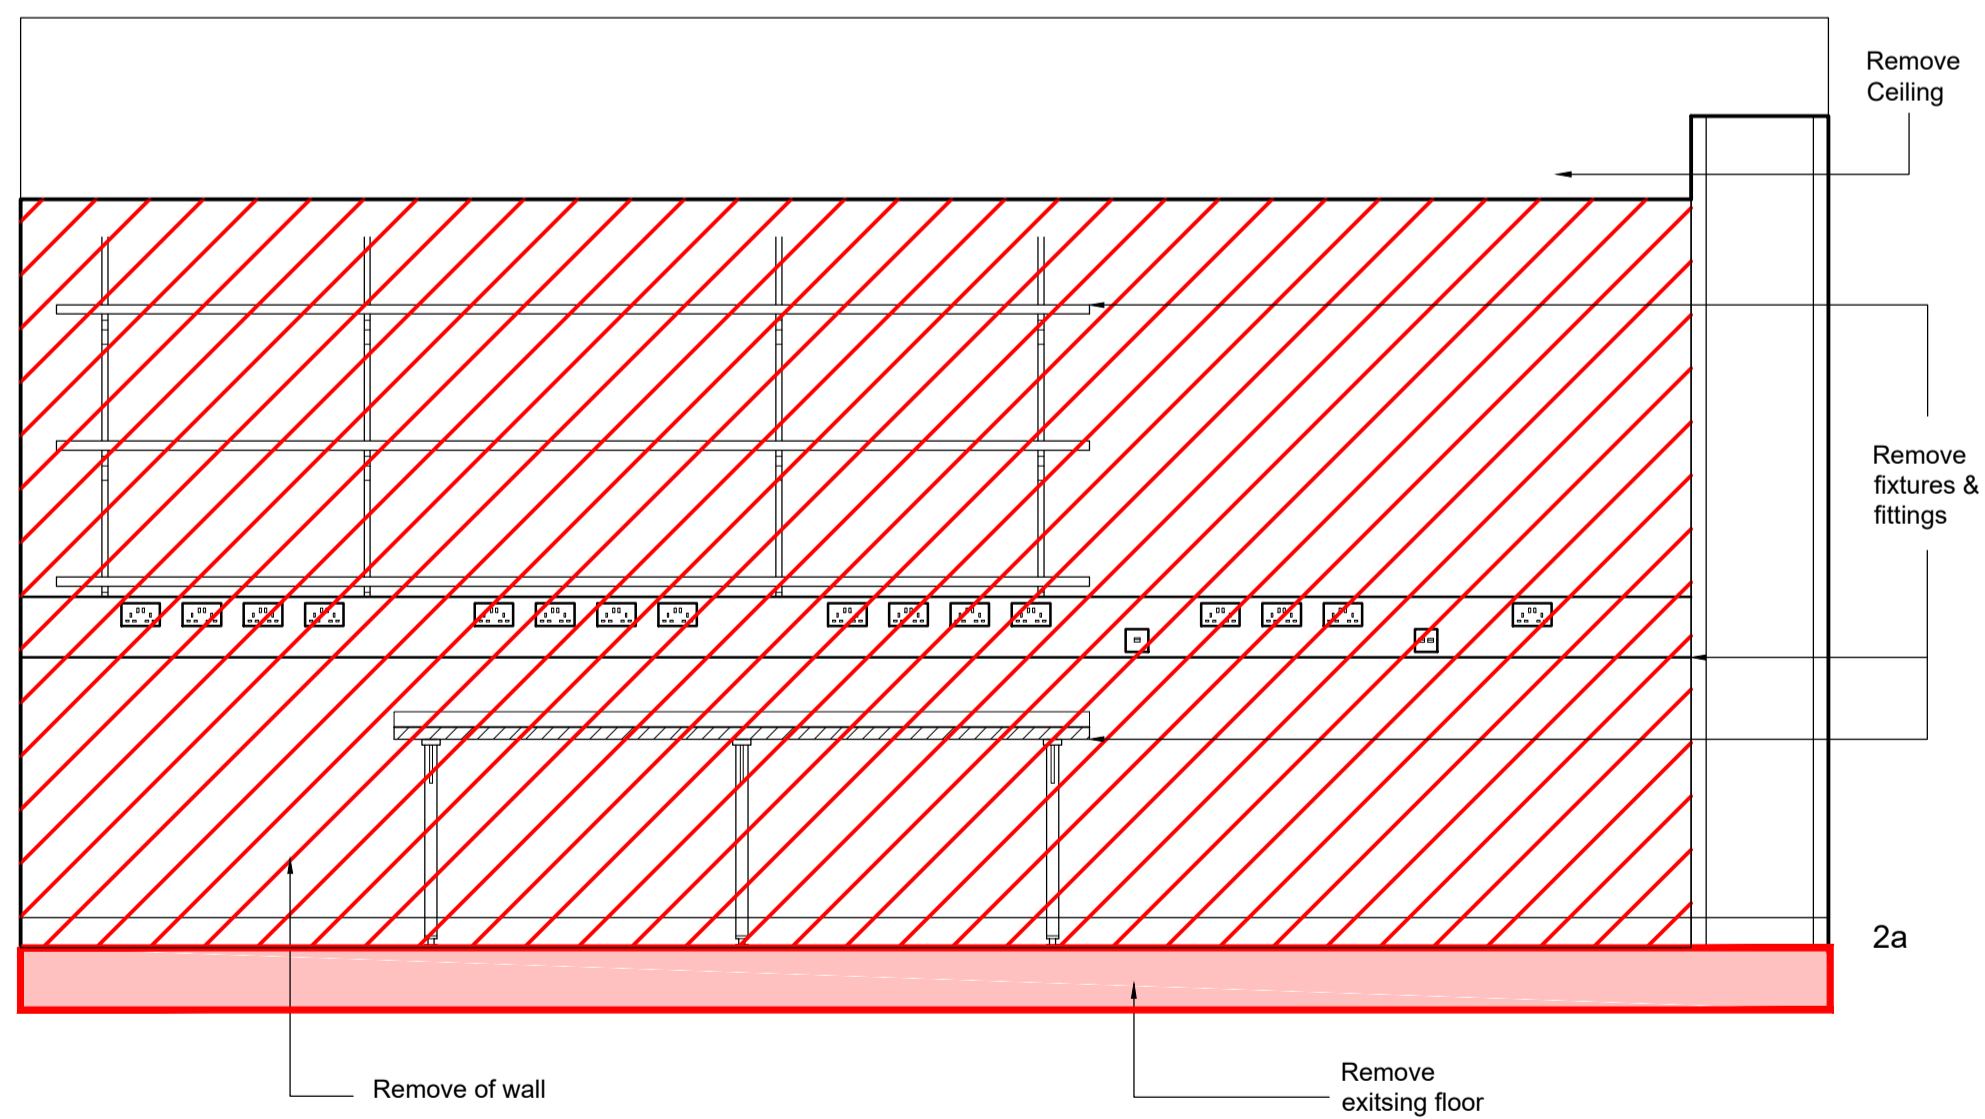 Remove
Ceiling
Remove
fixtures &
fittings
2a
Remove of wall
Remove
exitsing floor